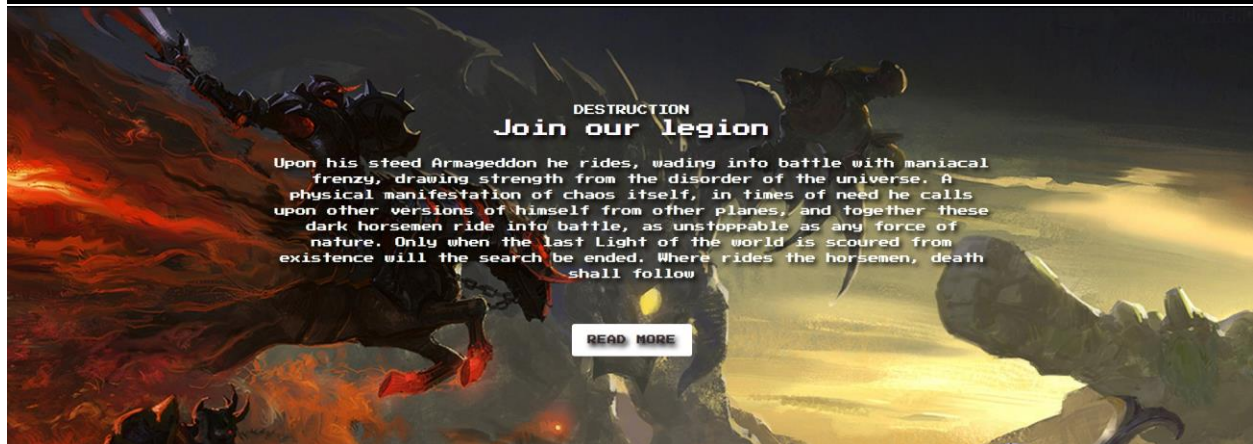 DESTRUCTION
Join our legion
Upon his steed Armageddon he rides, wading into battle with maniacal
frenzy, drawing strength from the disorder of the universe. A
physical manifestation of chaos itself, in times of need he calls
upon other versions of himself from other planes, and together these
dark horsemen ride into battle, as unstoppable as any force of
nature. Only when the last Light of the world is scoured from
existence will the search be ended. Where rides the horsemen, death
shall follow
READ MORE